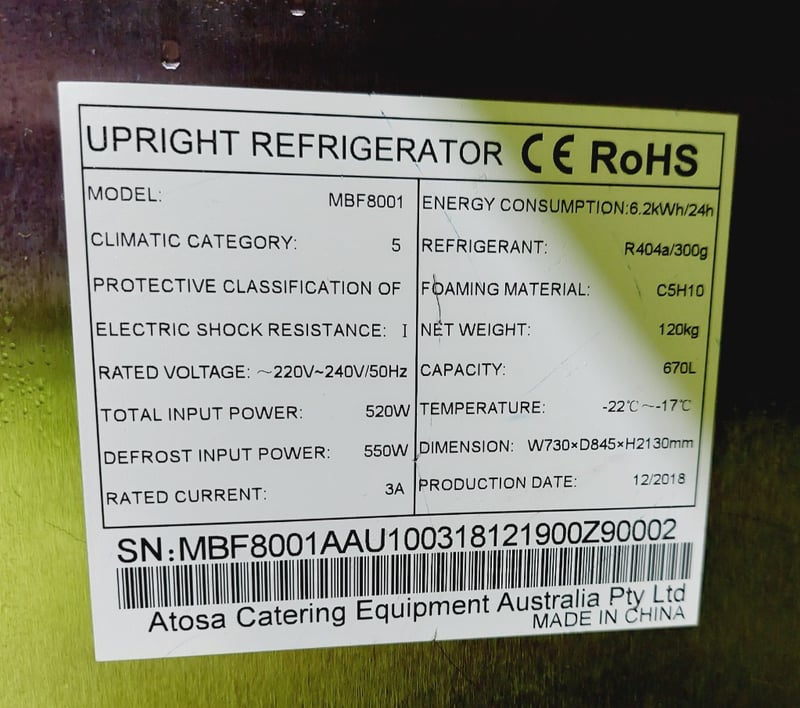 UPRIGHT REFRIGERATOR CE RoHS
MODEL: MBF8001
CLIMATIC CATEGORY: 5
PROTECTIVE CLASSIFICATION OF
ELECTRIC SHOCK RESISTANCE: I
RATED VOLTAGE: ~220V~240V/50Hz
TOTAL INPUT POWER: 520W
DEFROST INPUT POWER: 550W
RATED CURRENT: 3A
ENERGY CONSUMPTION:6.2kWh/24h
REFRIGERANT: R404a/300g
FOAMING MATERIAL: C5H10
NET WEIGHT: 120kg
CAPACITY: 670L
TEMPERATURE: -22℃~-17℃
DIMENSION: W730×D845×H2130mm
PRODUCTION DATE: 12/2018
SN:MBF8001AAU100318121900Z90002
Atosa Catering Equipment Australia Pty Ltd
MADE IN CHINA